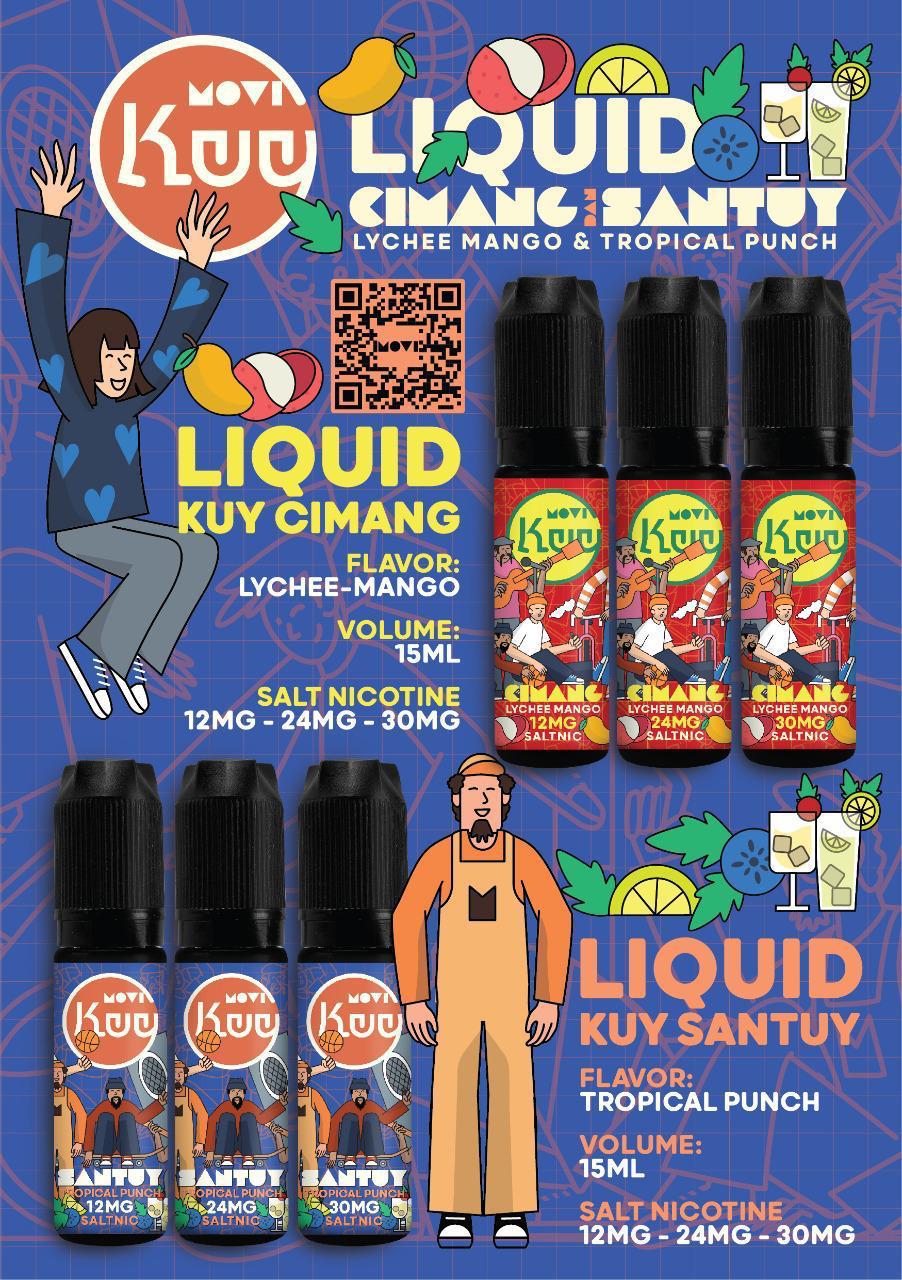 MOVI
Kuy
LIQUID
CIMANG DAN SANTUY
LYCHEE MANGO & TROPICAL PUNCH
MOVI
LIQUID
KUY CIMANG
FLAVOR:
LYCHEE-MANGO
VOLUME:
15ML
SALT NICOTINE
12MG - 24MG - 30MG
MOVI
Kuy
CIMANG
LYCHEE MANGO
12MG
SALTNIC
MOVI
Kuy
CIMANG
LYCHEE MANGO
24MG
SALTNIC
MOVI
Kuy
CIMANG
LYCHEE MANGO
30MG
SALTNIC
MOVI
Kuy
SANTUY
TROPICAL PUNCH
12MG
SALTNIC
MOVI
Kuy
SANTUY
TROPICAL PUNCH
24MG
SALTNIC
MOVI
Kuy
SANTUY
TROPICAL PUNCH
30MG
SALTNIC
M
LIQUID
KUY SANTUY
FLAVOR:
TROPICAL PUNCH
VOLUME:
15ML
SALT NICOTINE
12MG - 24MG - 30MG